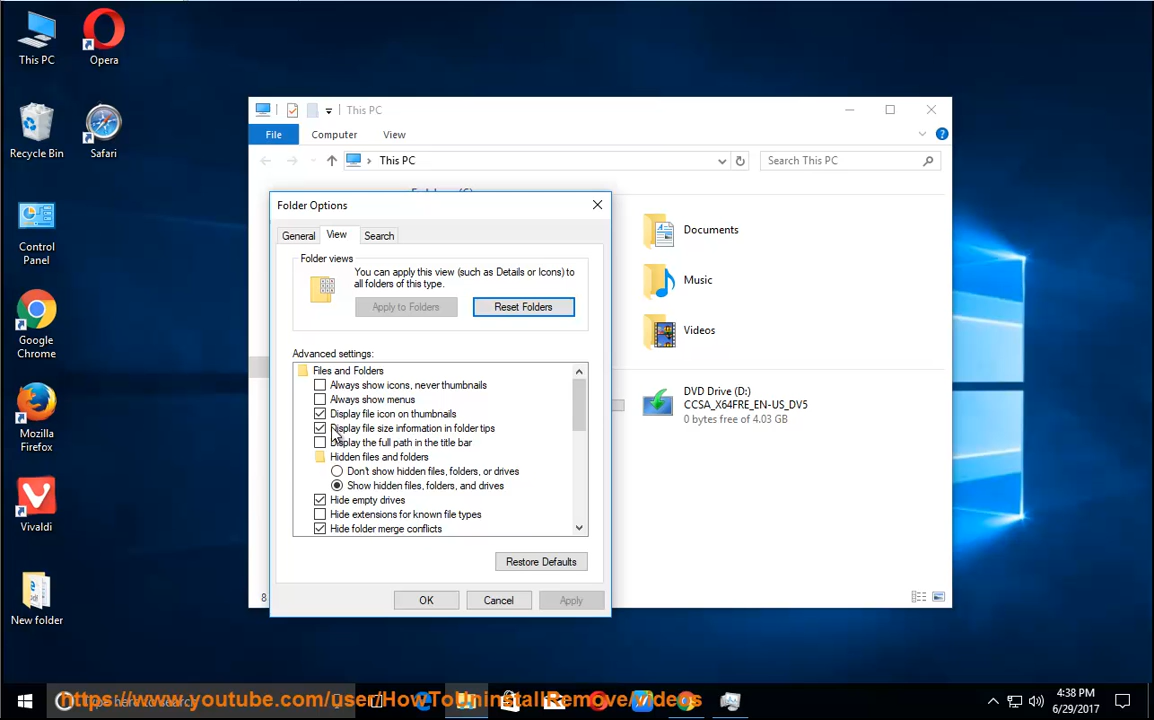 This PC
Opera
Recycle Bin
Safari
Control
Panel
Google
Chrome
Mozilla
Firefox
Vivaldi
New folder
This PC
File Computer View
This PC
Search This PC
Folder Options
General View Search
Folder views
You can apply this view (such as Details or Icons) to
all folders of this type.
Apply to Folders Reset Folders
Advanced settings:
Files and Folders
Always show icons, never thumbnails
Always show menus
Display file icon on thumbnails
Display file size information in folder tips
Display the full path in the title bar
Hidden files and folders
Don't show hidden files, folders, or drives
Show hidden files, folders, and drives
Hide empty drives
Hide extensions for known file types
Hide folder merge conflicts
Restore Defaults
OK Cancel Apply
Documents
Music
Videos
DVD Drive (D:)
CCSA_X64FRE_EN-US_DV5
0 bytes free of 4.03 GB
8
https://www.youtube.com/user/HowToUninstallRemove/videos
4:38 PM
6/29/2017